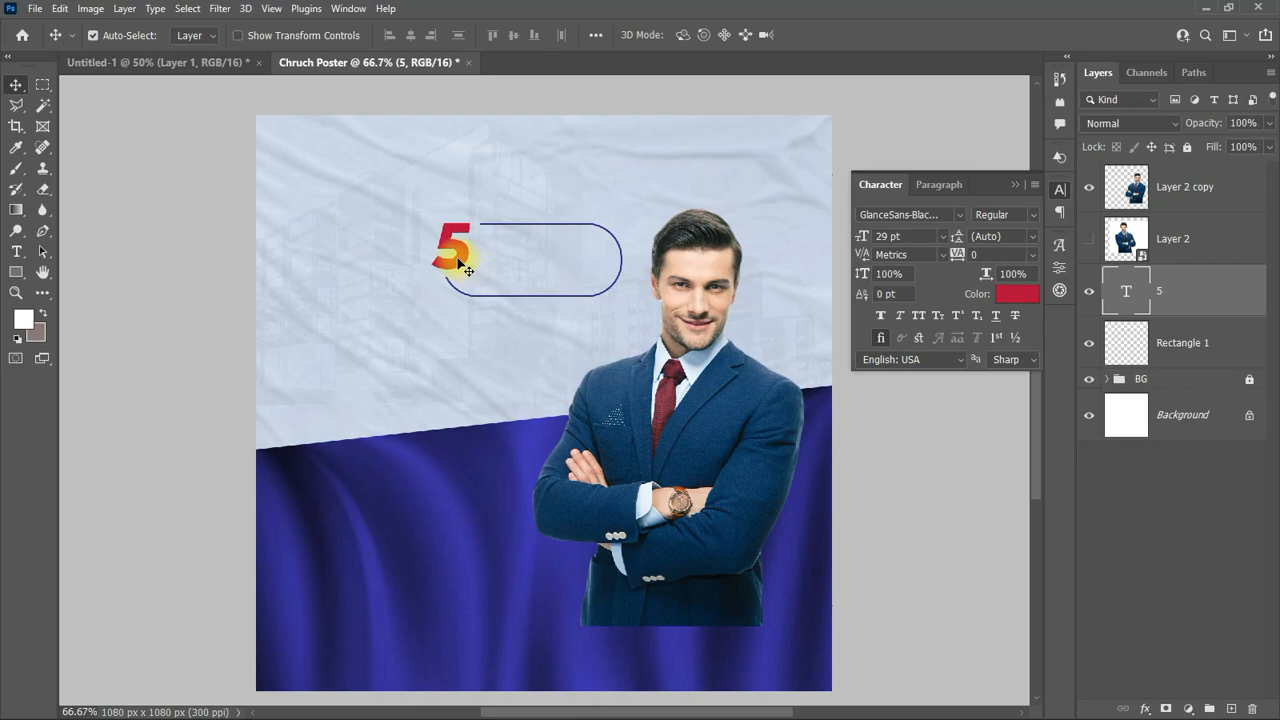 Ps File Edit Image Layer Type Select Filter 3D View Plugins Window Help
Auto-Select: Layer Show Transform Controls 3D Mode:
Untitled-1 @ 50% (Layer 1, RGB/16) * × Chruch Poster @ 66.7% (5, RGB/16) * ×
Layers Channels Paths
Kind
Normal Opacity: 100%
Lock: Fill: 100%
Layer 2 copy
Layer 2
T 5
Rectangle 1
BG
Background
Character Paragraph
GlanceSans-Blac... Regular
29 pt (Auto)
Metrics 0
100% 100%
0 pt Color:
English: USA Sharp
5
66.67% 1080 px x 1080 px (300 ppi)